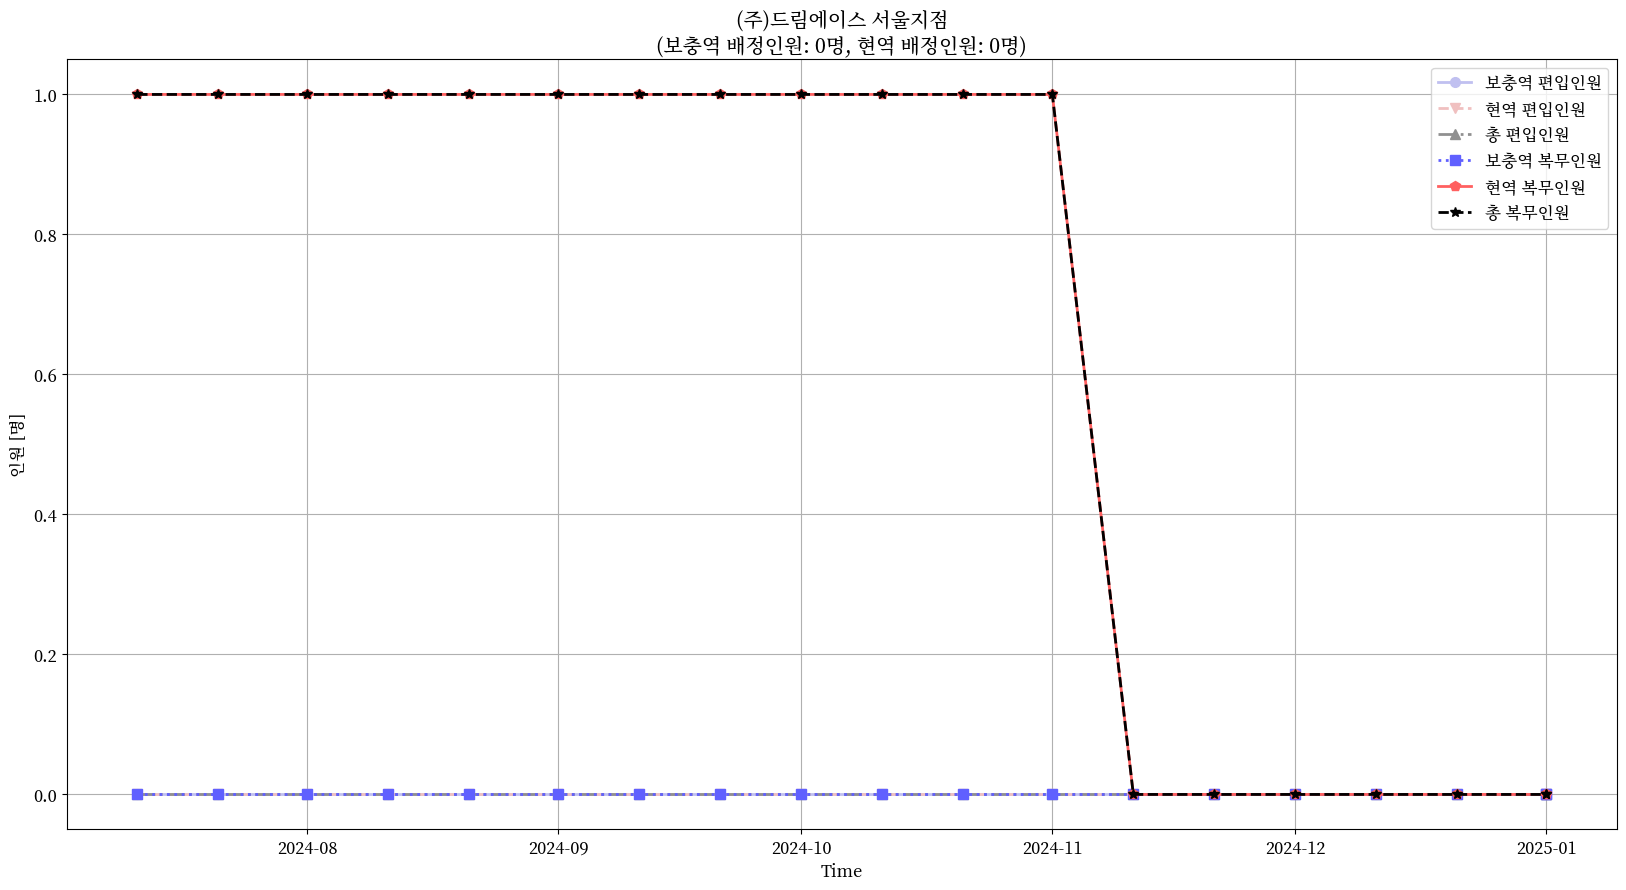 (주)드림에이스 서울지점
(보충역 배정인원: 0명, 현역 배정인원: 0명)
보충역 편입인원
현역 편입인원
총 편입인원
보충역 복무인원
현역 복무인원
총 복무인원
인원 [명]
1.0
0.8
0.6
0.4
0.2
0.0
2024-08
2024-09
2024-10
2024-11
2024-12
2025-01
Time